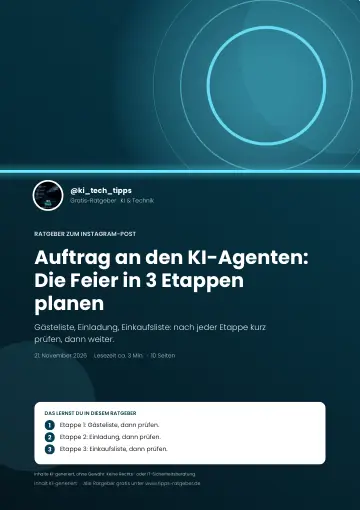 @ki_tech_tipps
Gratis-Ratgeber · KI & Technik
RATGEBER ZUM INSTAGRAM-POST
Auftrag an den KI-Agenten:
Die Feier in 3 Etappen
planen
Gästeliste, Einladung, Einkaufsliste: nach jeder Etappe kurz
prüfen, dann weiter.
21. November 2026 · Lesezeit ca. 3 Min. · 10 Seiten
DAS LERNST DU IN DIESEM RATGEBER
1 Etappe 1: Gästeliste, dann prüfen.
2 Etappe 2: Einladung, dann prüfen.
3 Etappe 3: Einkaufsliste, dann prüfen.
Inhalte KI-generiert, ohne Gewähr. Keine Rechts- oder IT-Sicherheitsberatung.
Inhalt KI-generiert · Alle Ratgeber gratis unter www.tipps-ratgeber.de